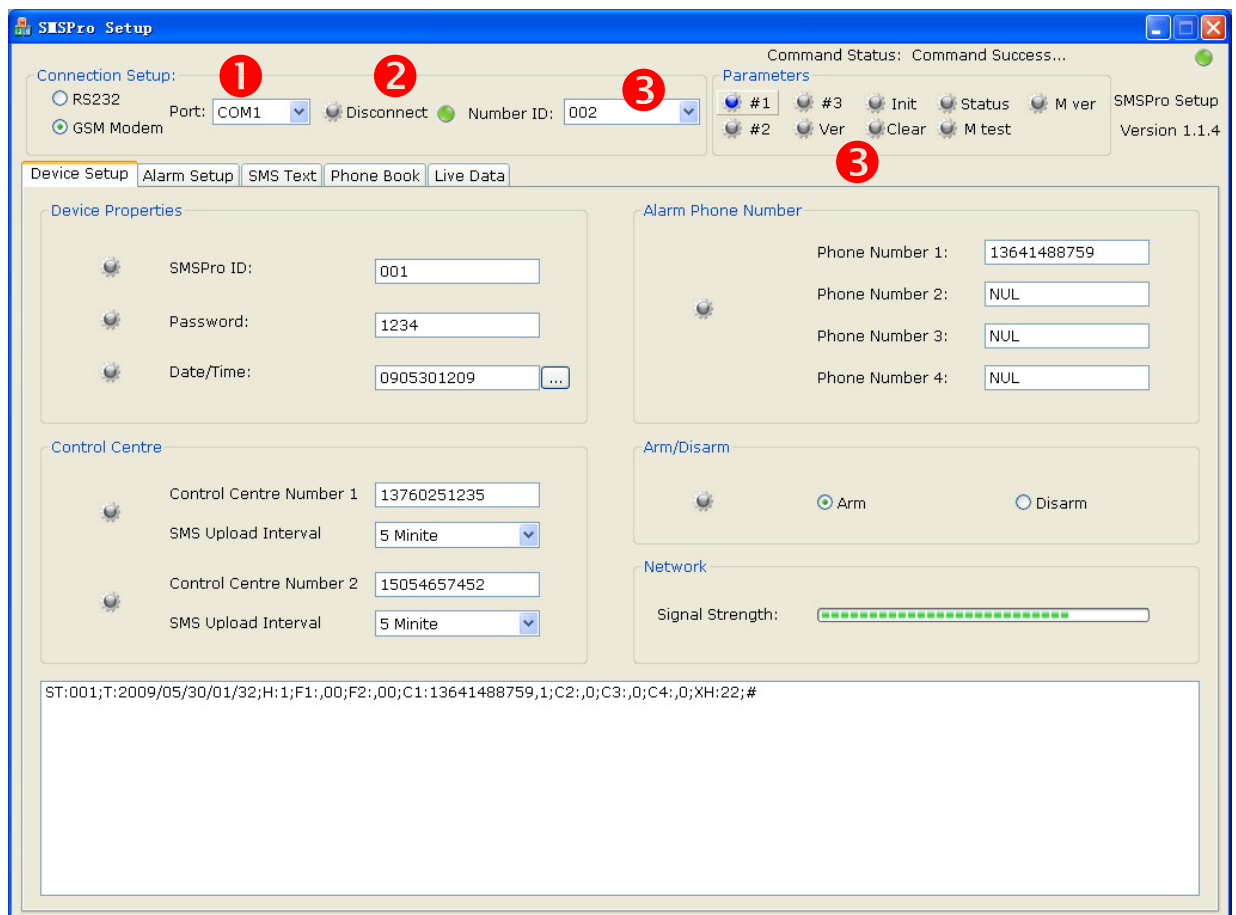 SMSPro Setup
Command Status: Command Success...
Connection Setup:
1
2
3
RS232
GSM Modem
Port: COM1
Disconnect
Number ID: 002
Parameters
#1 #3 Init Status M ver
#2 Ver Clear M test
3
SMSPro Setup
Version 1.1.4
Device Setup Alarm Setup SMS Text Phone Book Live Data
Device Properties
SMSPro ID: 001
Password: 1234
Date/Time: 0905301209 ...
Alarm Phone Number
Phone Number 1: 13641488759
Phone Number 2: NUL
Phone Number 3: NUL
Phone Number 4: NUL
Control Centre
Control Centre Number 1 13760251235
SMS Upload Interval 5 Minite
Control Centre Number 2 15054657452
SMS Upload Interval 5 Minite
Arm/Disarm
Arm Disarm
Network
Signal Strength:
ST:001;T:2009/05/30/01/32;H:1;F1:,00;F2:,00;C1:13641488759,1;C2:,0;C3:,0;C4:,0;XH:22;#